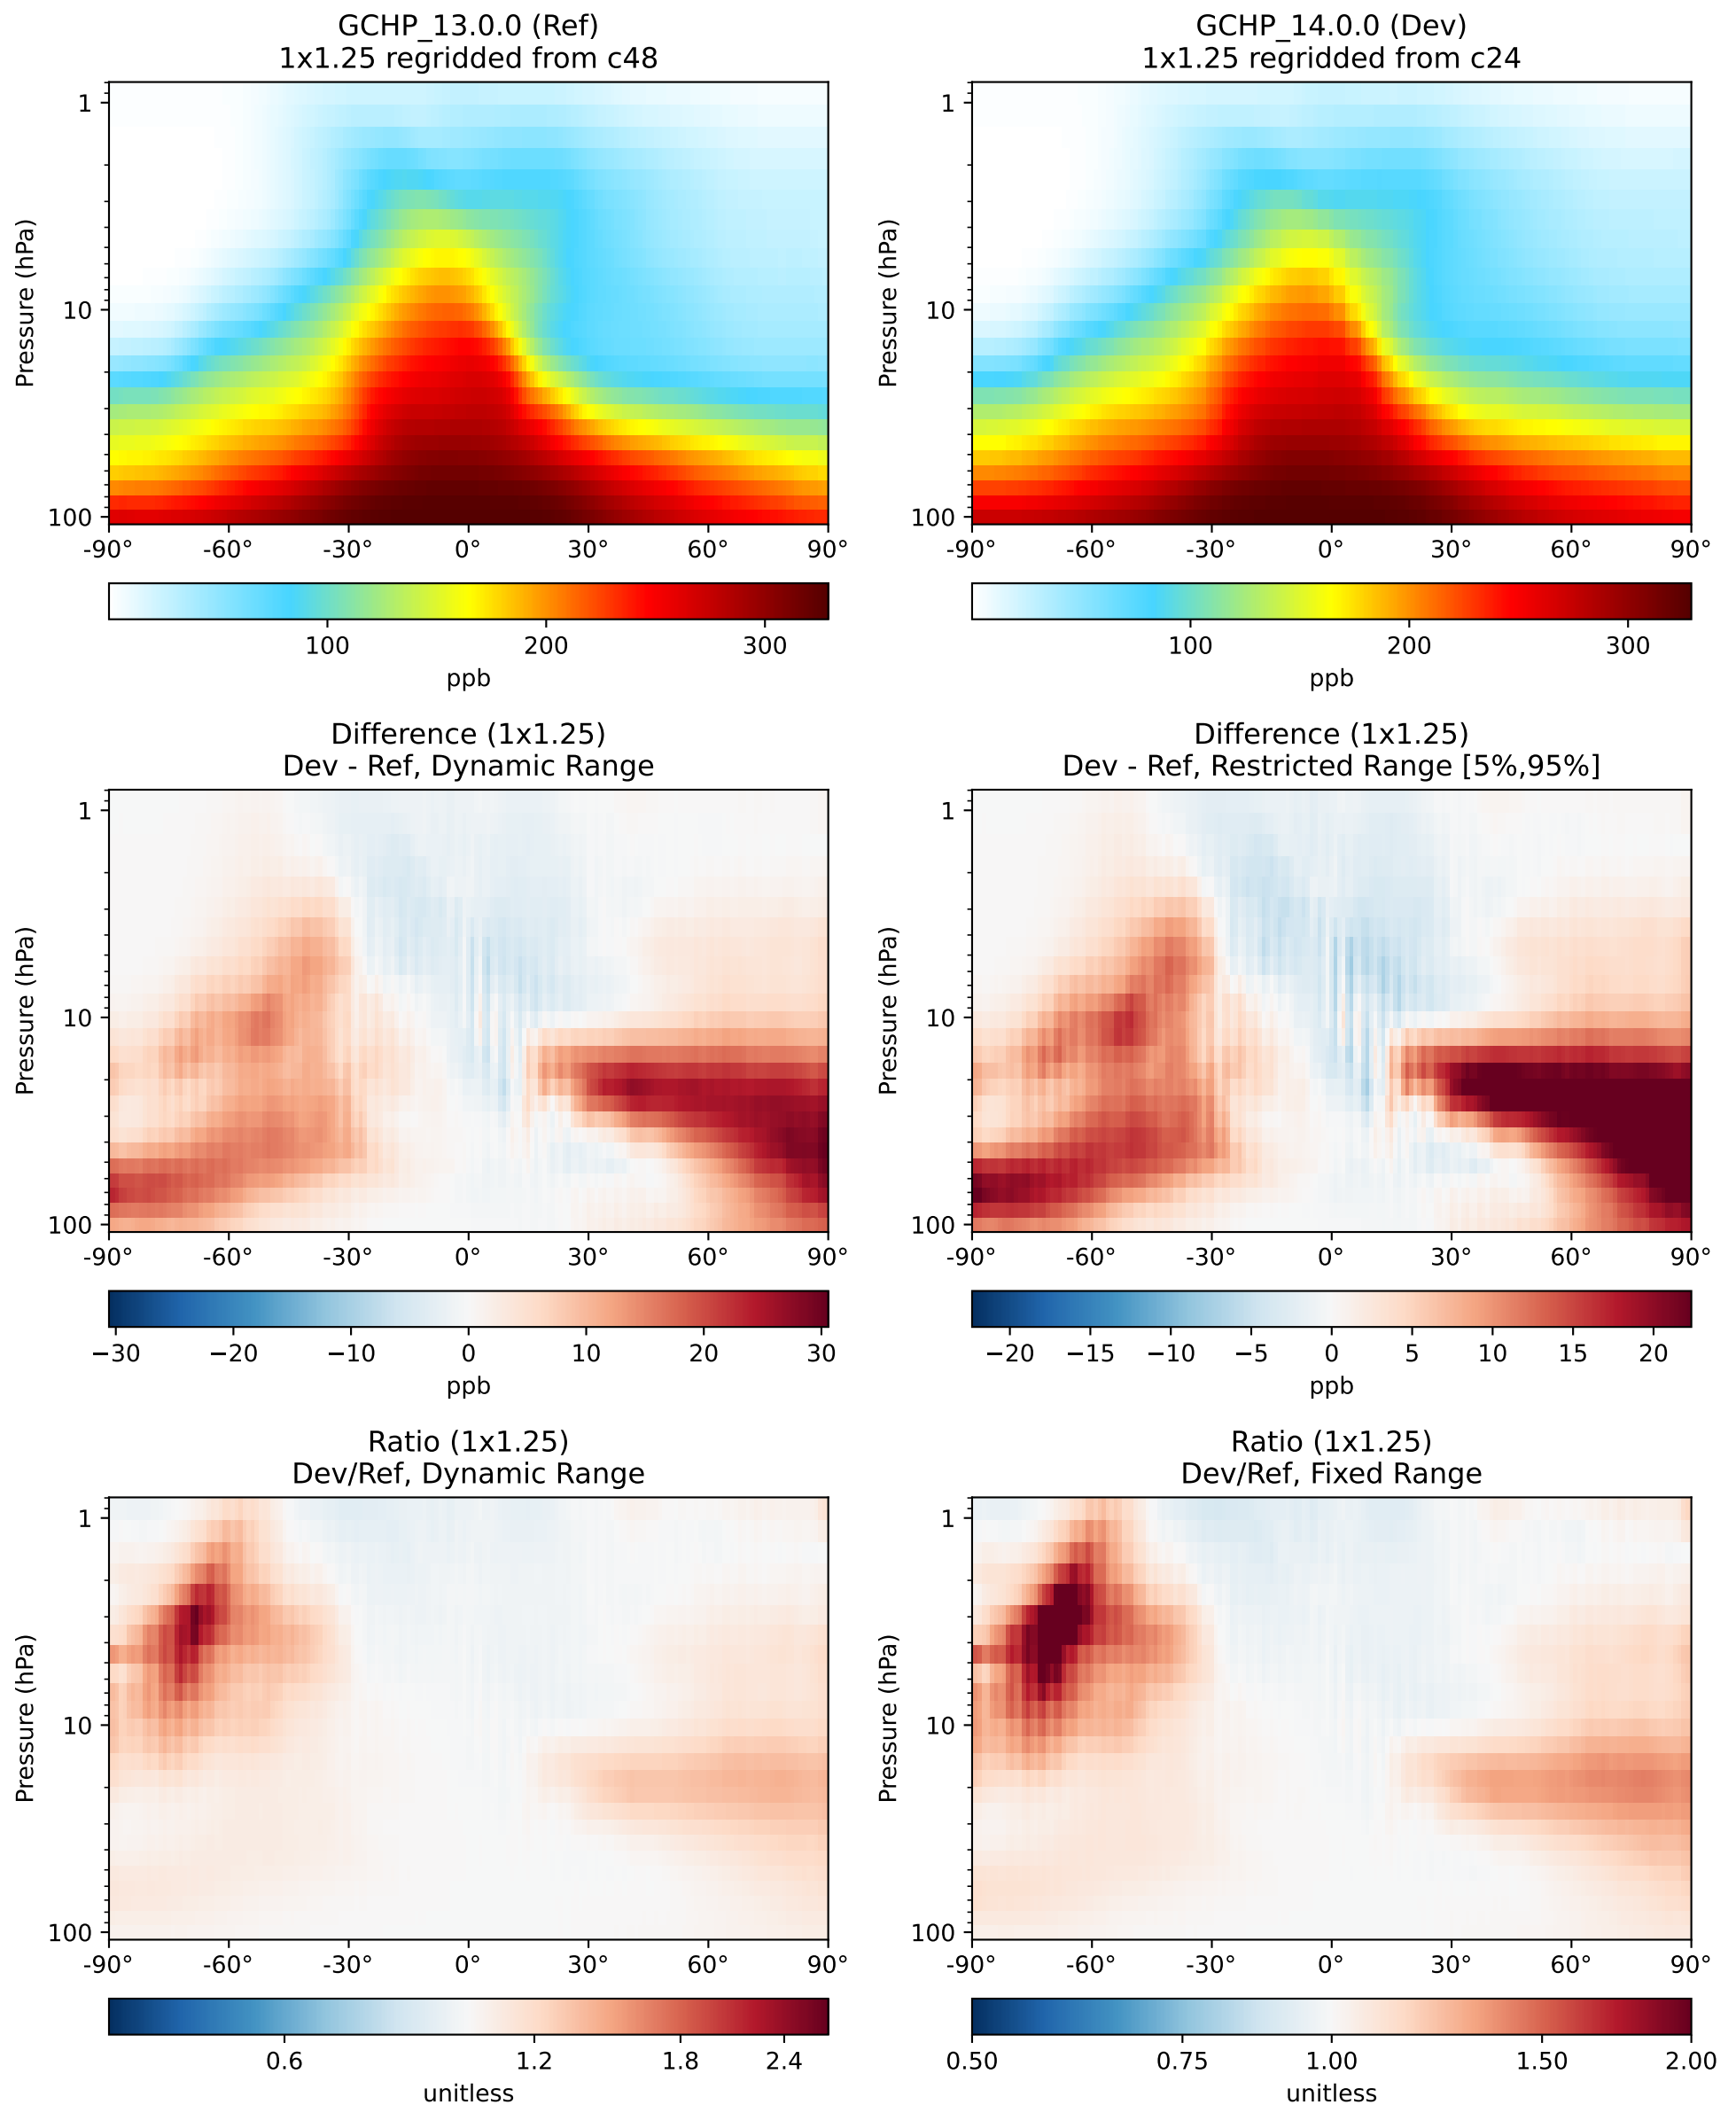 GCHP_13.0.0 (Ref)
1x1.25 regridded from c48
Pressure (hPa)
1
10
100
-90° -60° -30° 0° 30° 60° 90°
100 200 300
ppb
GCHP_14.0.0 (Dev)
1x1.25 regridded from c24
Pressure (hPa)
1
10
100
-90° -60° -30° 0° 30° 60° 90°
100 200 300
ppb
Difference (1x1.25)
Dev - Ref, Dynamic Range
Pressure (hPa)
1
10
100
-90° -60° -30° 0° 30° 60° 90°
−30 −20 −10 0 10 20 30
ppb
Difference (1x1.25)
Dev - Ref, Restricted Range [5%,95%]
Pressure (hPa)
1
10
100
-90° -60° -30° 0° 30° 60° 90°
−20 −15 −10 −5 0 5 10 15 20
ppb
Ratio (1x1.25)
Dev/Ref, Dynamic Range
Pressure (hPa)
1
10
100
-90° -60° -30° 0° 30° 60° 90°
0.6 1.2 1.8 2.4
unitless
Ratio (1x1.25)
Dev/Ref, Fixed Range
Pressure (hPa)
1
10
100
-90° -60° -30° 0° 30° 60° 90°
0.50 0.75 1.00 1.50 2.00
unitless